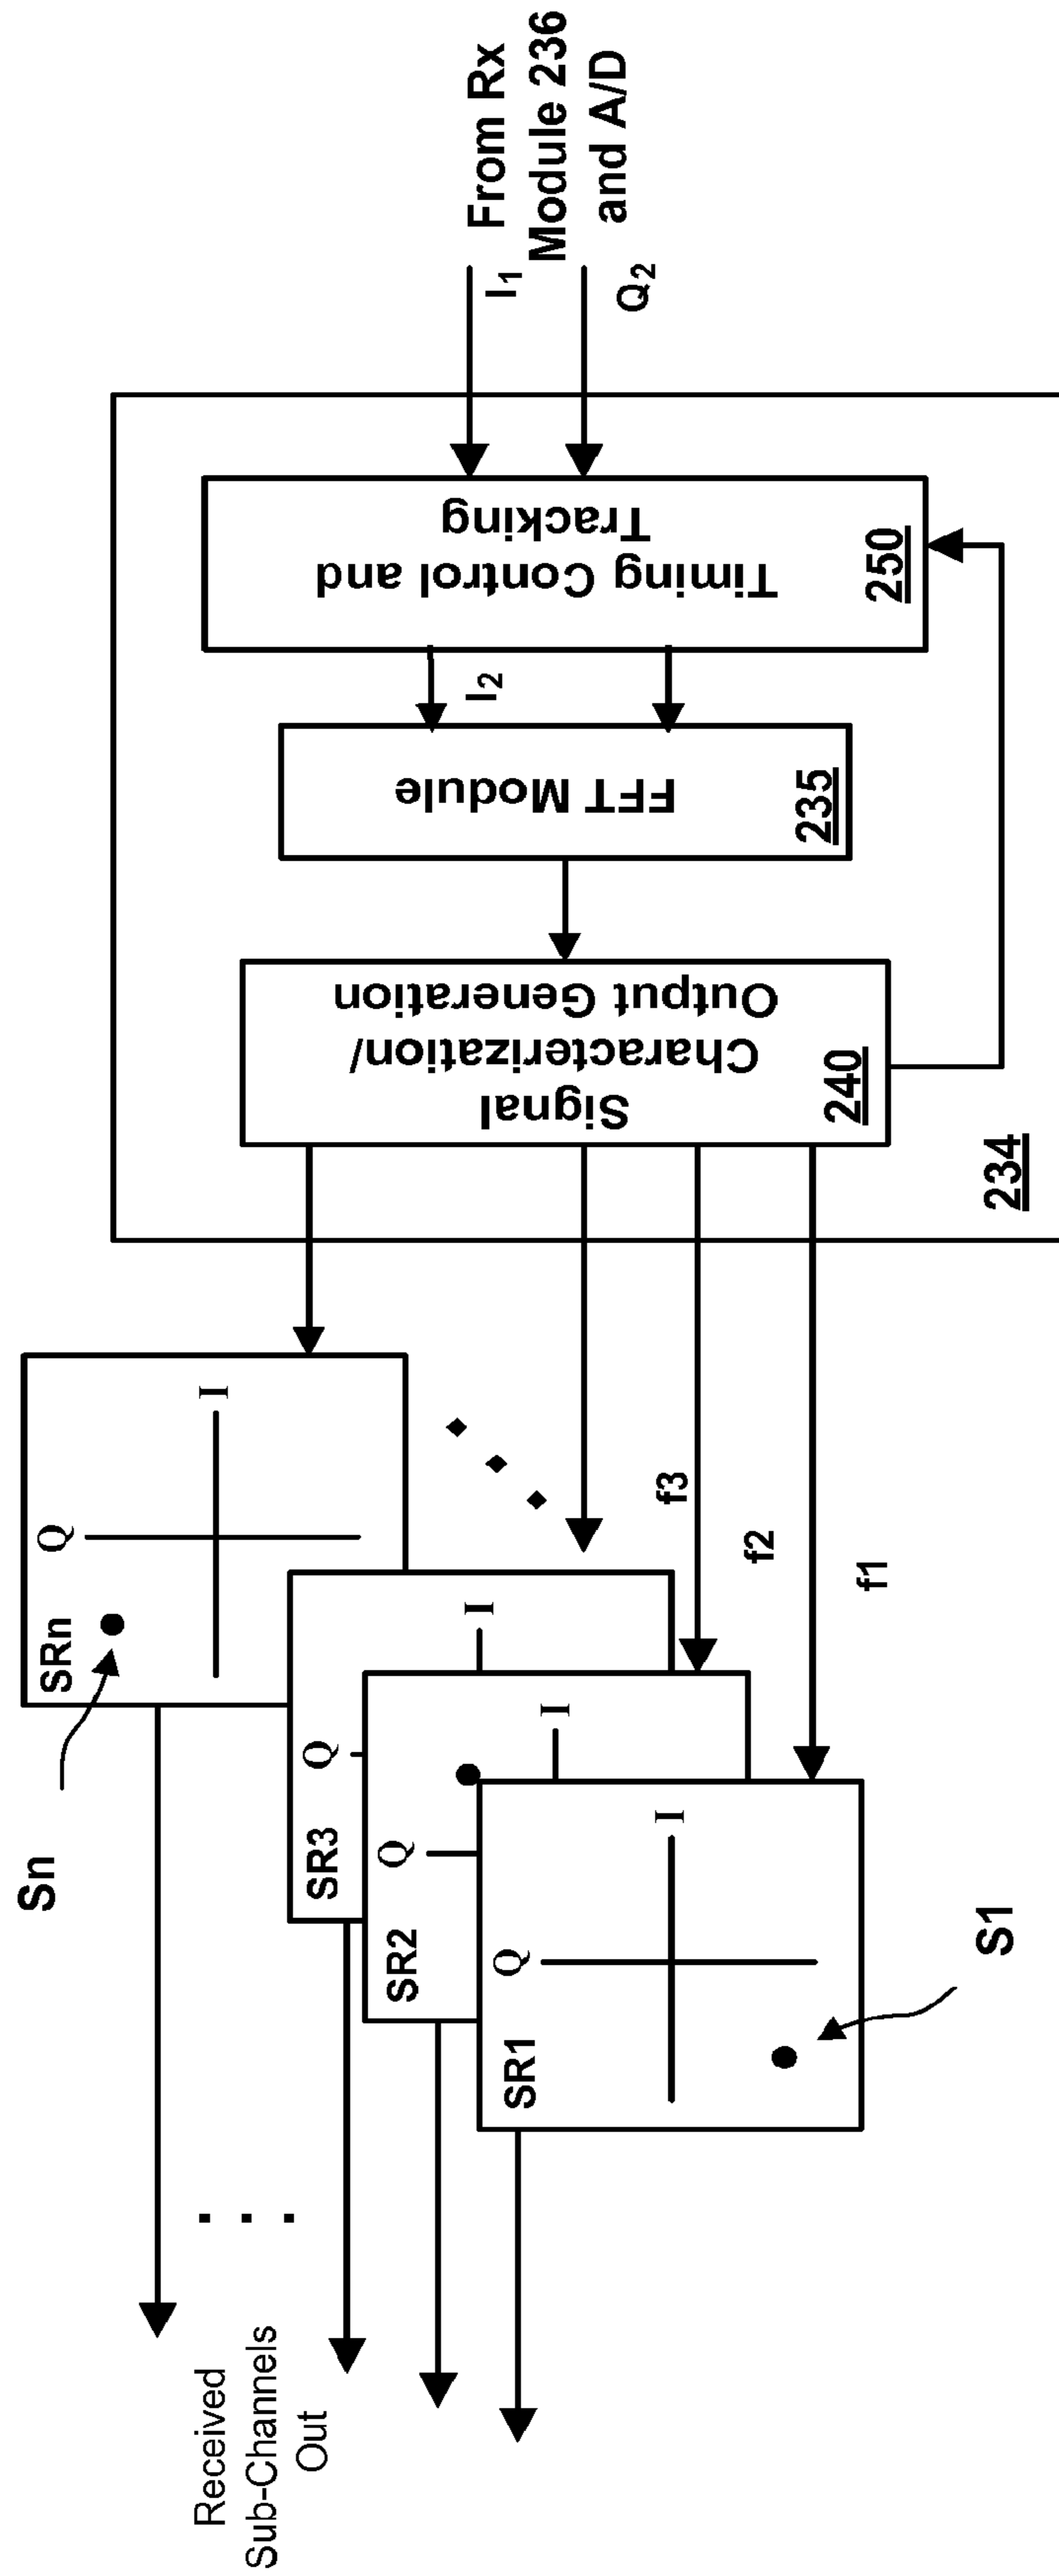 From Rx
Module 236
and A/D
I1
Q2
Timing Control and
Tracking
250
I2
FFT Module
235
Signal
Characterization/
Output Generation
240
234
f3
f2
f1
SRn
Q
I
SR3
Q
I
SR2
Q
I
SR1
Q
I
Sn
S1
. . .
Received
Sub-Channels
Out